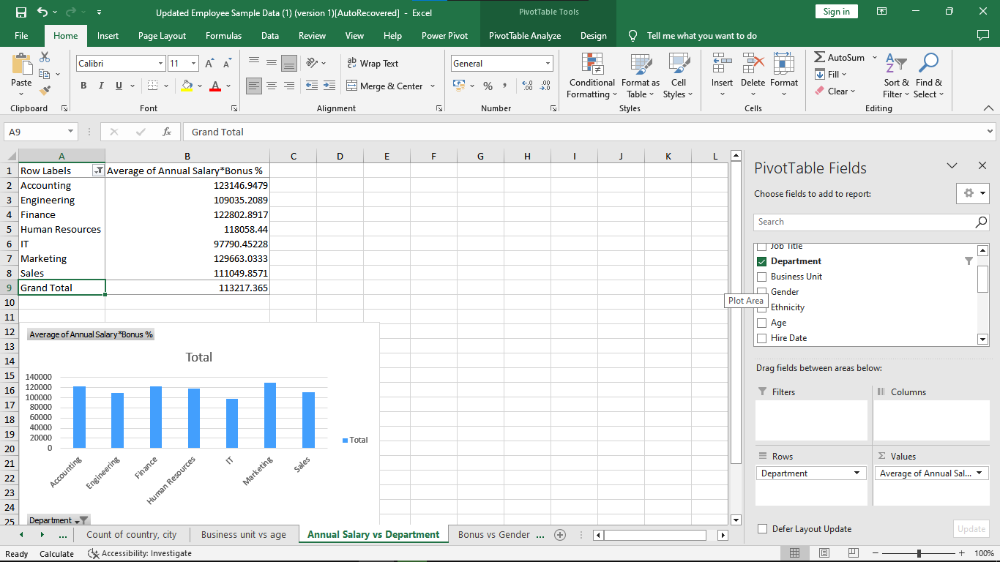 Updated Employee Sample Data (1) (version 1)[AutoRecovered] - Excel
PivotTable Tools
Sign in
File Home Insert Page Layout Formulas Data Review View Help Power Pivot PivotTable Analyze Design Tell me what you want to do
Paste
Calibri 11
B I U
A A
Wrap Text
Merge & Center
General
% ,
Conditional Formatting
Format as Table
Cell Styles
Insert Delete Format
AutoSum
Fill
Clear
Sort & Filter
Find & Select
Clipboard Font Alignment Number Styles Cells Editing
A9 fx Grand Total
A B C D E F G H I J K L
1 Row Labels Average of Annual Salary*Bonus %
2 Accounting 123146.9479
3 Engineering 109035.2089
4 Finance 122802.8917
5 Human Resources 118058.44
6 IT 97790.45228
7 Marketing 129663.0333
8 Sales 111049.8571
9 Grand Total 113217.365
10
11
12
13
14
15
16
17
18
19
20
21
22
23
24
25
Average of Annual Salary*Bonus %
Total
140000
120000
100000
80000
60000
40000
20000
0
Accounting
Engineering
Finance
Human Resources
IT
Marketing
Sales
Total
Department
Plot Area
PivotTable Fields
Choose fields to add to report:
Search
Job Title
Department
Business Unit
Gender
Ethnicity
Age
Hire Date
Drag fields between areas below:
Filters
Columns
Rows
Σ Values
Department
Average of Annual Sal...
Defer Layout Update
Update
... Count of country, city Business unit vs age Annual Salary vs Department Bonus vs Gender ...
Ready Calculate Accessibility: Investigate
100%